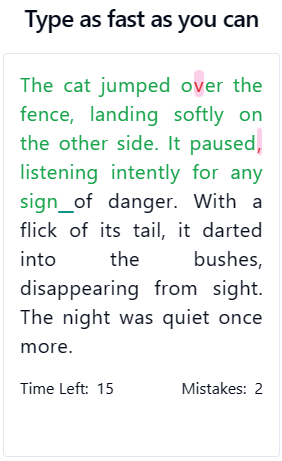 Type as fast as you can
The cat jumped over the
fence, landing softly on
the other side. It paused,
listening intently for any
sign of danger. With a
flick of its tail, it darted
into the bushes,
disappearing from sight.
The night was quiet once
more.
Time Left: 15 Mistakes: 2